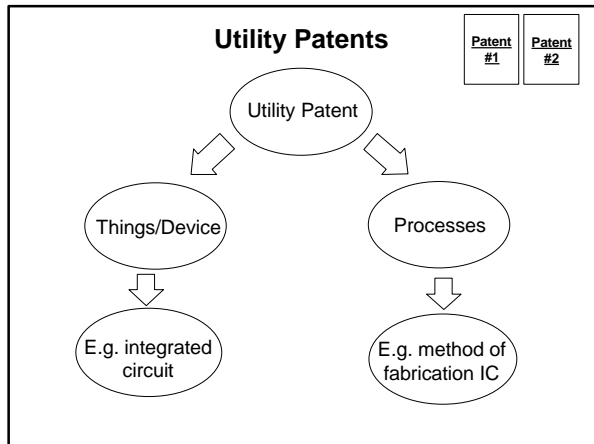 Utility Patents
Patent
#1
Patent
#2
Utility Patent
Things/Device
Processes
E.g. integrated
circuit
E.g. method of
fabrication IC